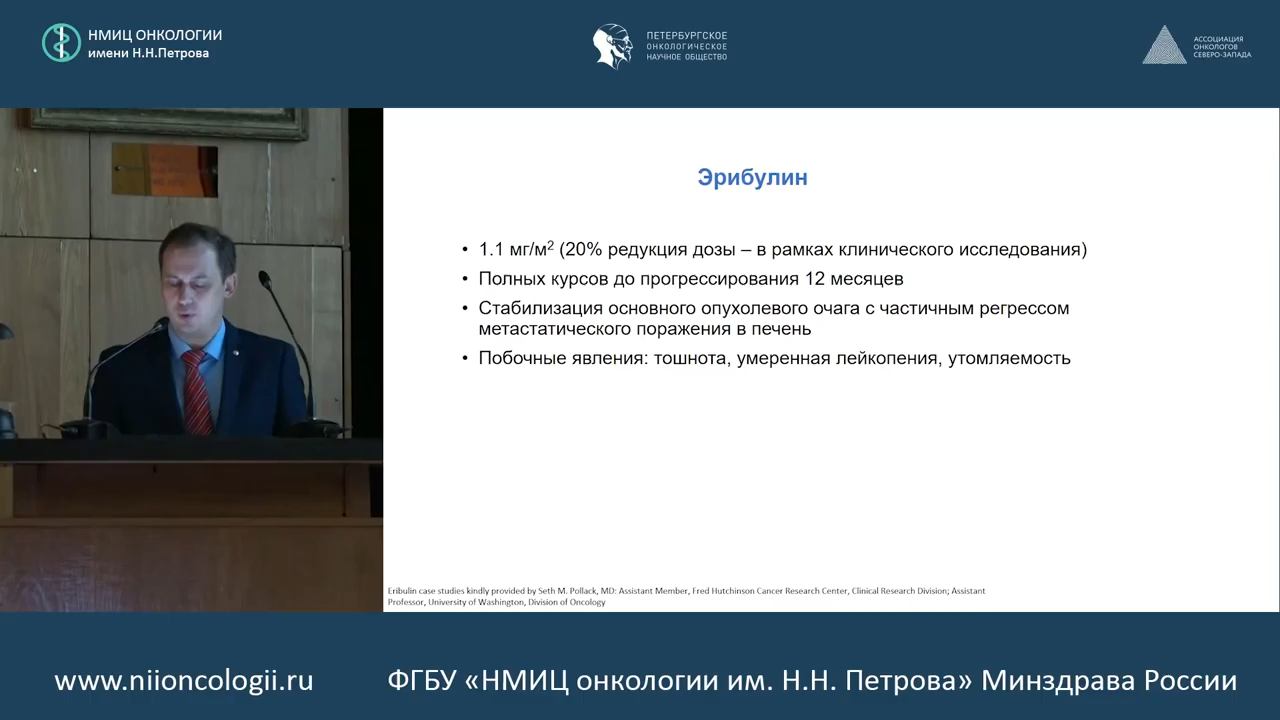 НМИЦ ОНКОЛОГИИ
имени Н.Н.Петрова
ПЕТЕРБУРГСКОЕ
ОНКОЛОГИЧЕСКОЕ
НАУЧНОЕ ОБЩЕСТВО
АССОЦИАЦИЯ
ОНКОЛОГОВ
СЕВЕРО-ЗАПАДА
Эрибулин
• 1.1 мг/м² (20% редукция дозы – в рамках клинического исследования)
• Полных курсов до прогрессирования 12 месяцев
• Стабилизация основного опухолевого очага с частичным регрессом
метастатического поражения в печень
• Побочные явления: тошнота, умеренная лейкопения, утомляемость
Eribulin case studies kindly provided by Seth M. Pollack, MD: Assistant Member, Fred Hutchinson Cancer Research Center, Clinical Research Division; Assistant
Professor, University of Washington, Division of Oncology
www.niioncologii.ru
ФГБУ «НМИЦ онкологии им. Н.Н. Петрова» Минздрава России